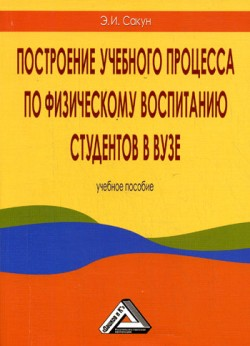 Э.И. Сакун
ПОСТРОЕНИЕ УЧЕБНОГО ПРОЦЕССА
ПО ФИЗИЧЕСКОМУ ВОСПИТАНИЮ
СТУДЕНТОВ В ВУЗЕ
учебное пособие